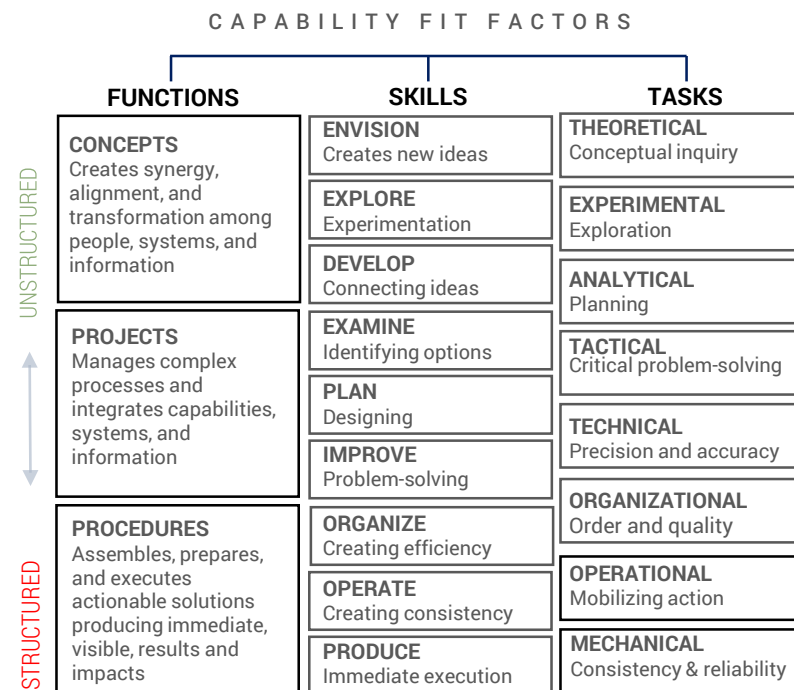 CAPABILITY FIT FACTORS
FUNCTIONS
SKILLS
TASKS
UNSTRUCTURED
STRUCTURED
CONCEPTS
Creates synergy,
alignment, and
transformation among
people, systems, and
information
PROJECTS
Manages complex
processes and
integrates capabilities,
systems, and
information
PROCEDURES
Assembles, prepares,
and executes
actionable solutions
producing immediate,
visible, results and
impacts
ENVISION
Creates new ideas
EXPLORE
Experimentation
DEVELOP
Connecting ideas
EXAMINE
Identifying options
PLAN
Designing
IMPROVE
Problem-solving
ORGANIZE
Creating efficiency
OPERATE
Creating consistency
PRODUCE
Immediate execution
THEORETICAL
Conceptual inquiry
EXPERIMENTAL
Exploration
ANALYTICAL
Planning
TACTICAL
Critical problem-solving
TECHNICAL
Precision and accuracy
ORGANIZATIONAL
Order and quality
OPERATIONAL
Mobilizing action
MECHANICAL
Consistency & reliability